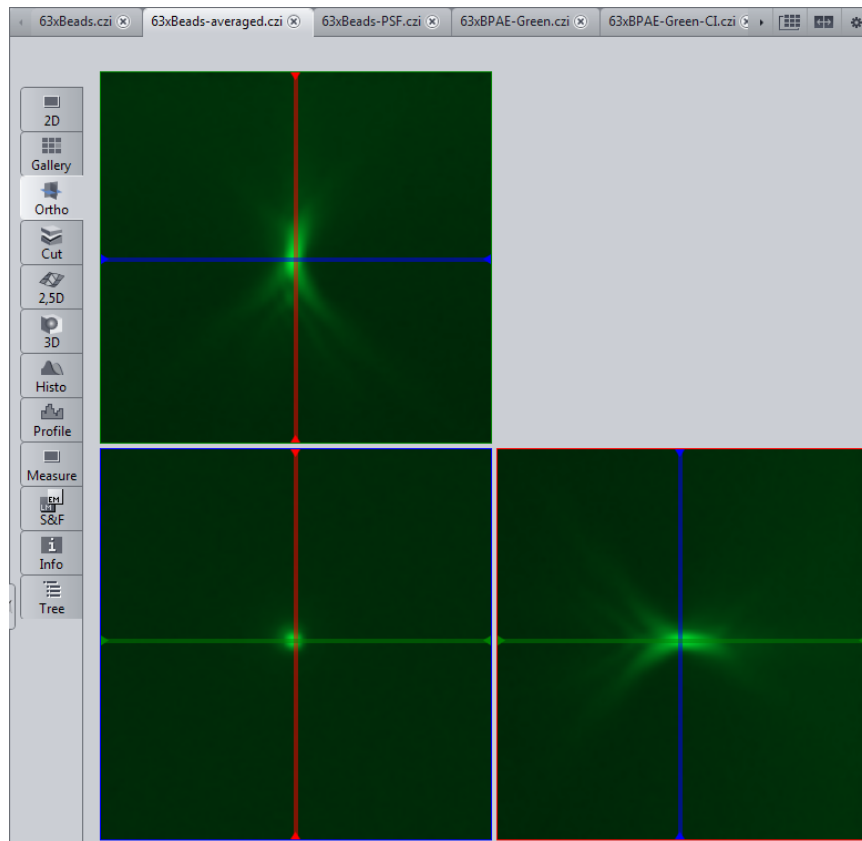 63xBeads.czi
63xBeads-averaged.czi
63xBeads-PSF.czi
63xBPAE-Green.czi
63xBPAE-Green-CI.czi
2D
Gallery
Ortho
Cut
2,5D
3D
Histo
Profile
Measure
EM
LM
S&F
i
Info
Tree